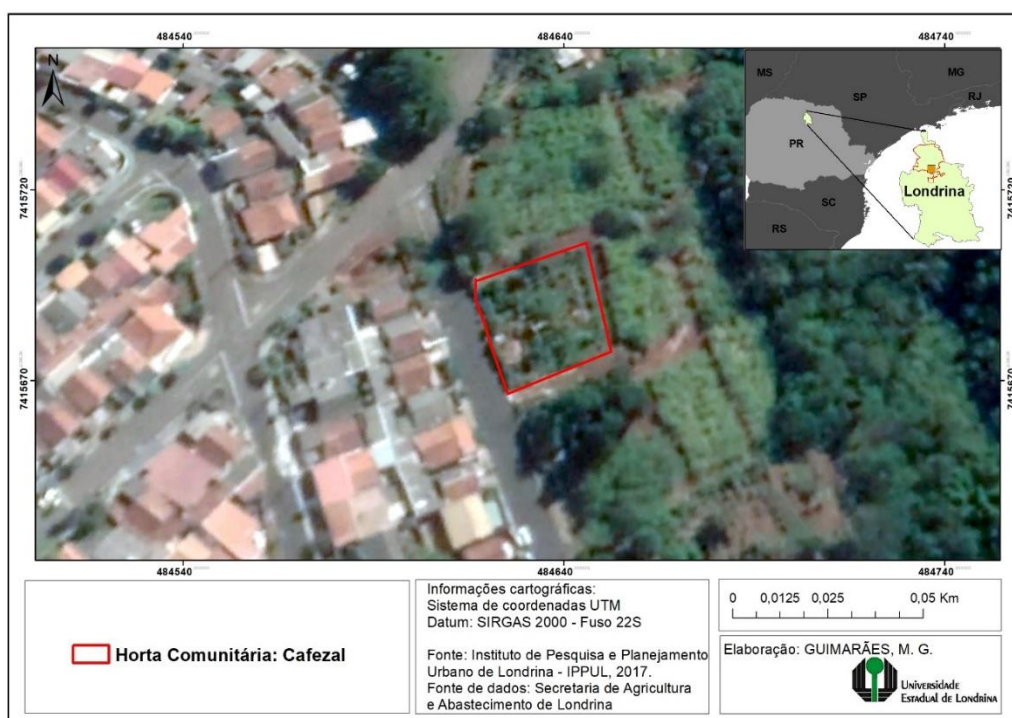 484540 484640 484740
N
7415720
7415670
7415720
7415670
MS
MG
SP
RJ
PR
SC
RS
Londrina
484540 484640 484740
Horta Comunitária: Cafezal
Informações cartográficas:
Sistema de coordenadas UTM
Datum: SIRGAS 2000 - Fuso 22S
Fonte: Instituto de Pesquisa e Planejamento
Urbano de Londrina - IPPUL, 2017.
Fonte de dados: Secretaria de Agricultura
e Abastecimento de Londrina
0 0,0125 0,025 0,05 Km
Elaboração: GUIMARÃES, M. G.
Universidade
Estadual de Londrina